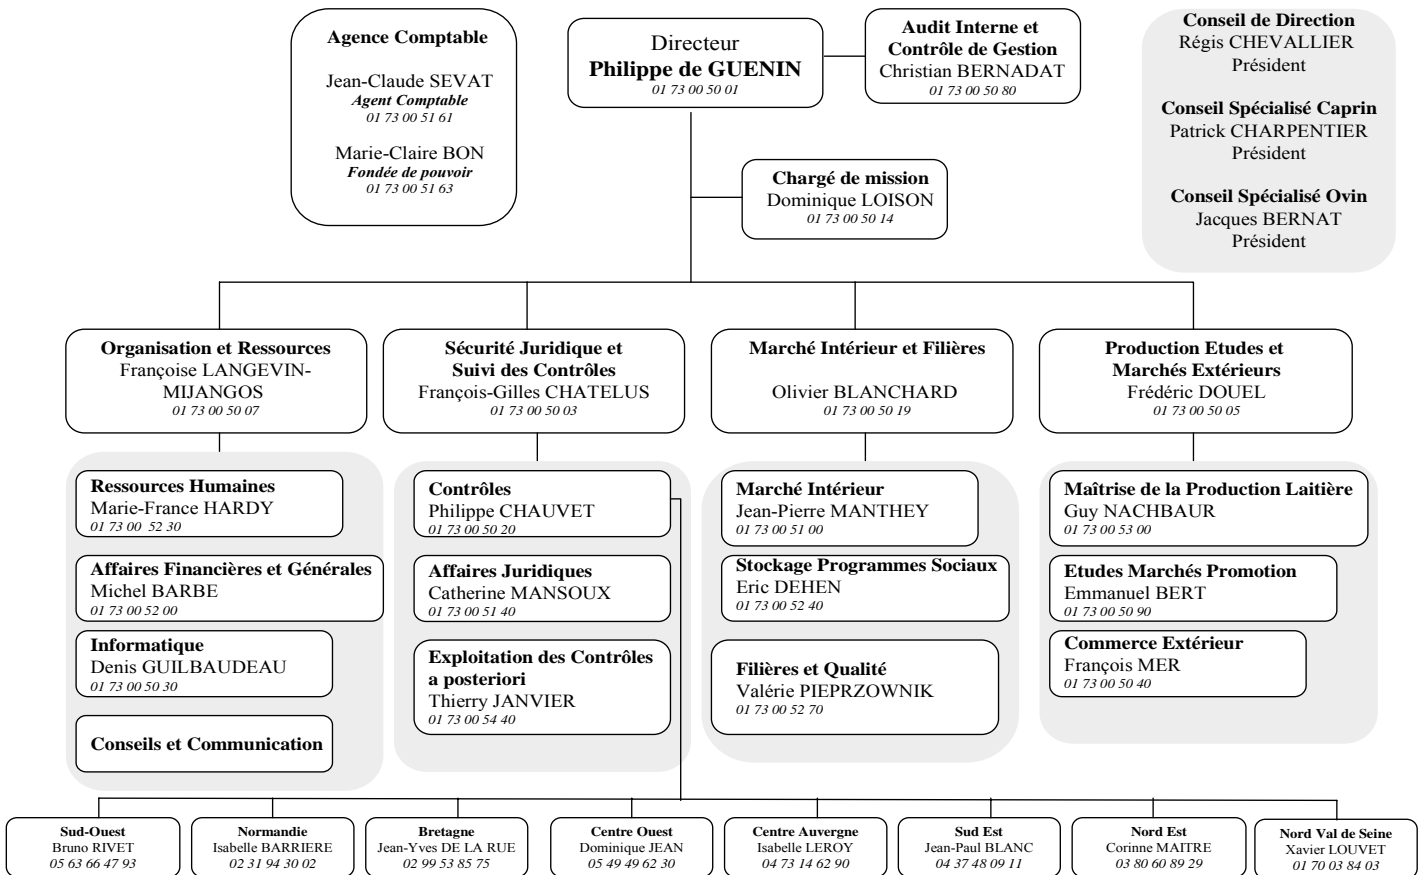 Agence Comptable
Jean-Claude SEVAT
Agent Comptable
01 73 00 51 61
Marie-Claire BON
Fondée de pouvoir
01 73 00 51 63
Directeur
Philippe de GUENIN
01 73 00 50 01
Audit Interne et
Contrôle de Gestion
Christian BERNADAT
01 73 00 50 80
Conseil de Direction
Régis CHEVALLIER
Président
Conseil Spécialisé Caprin
Patrick CHARPENTIER
Président
Conseil Spécialisé Ovin
Jacques BERNAT
Président
Chargé de mission
Dominique LOISON
01 73 00 50 14
Organisation et Ressources
Françoise LANGEVIN-
MIJANGOS
01 73 00 50 07
Sécurité Juridique et
Suivi des Contrôles
François-Gilles CHATELUS
01 73 00 50 03
Marché Intérieur et Filières
Olivier BLANCHARD
01 73 00 50 19
Production Etudes et
Marchés Extérieurs
Frédéric DOUEL
01 73 00 50 05
Ressources Humaines
Marie-France HARDY
01 73 00 52 30
Affaires Financières et Générales
Michel BARBE
01 73 00 52 00
Informatique
Denis GUILBAUDEAU
01 73 00 50 30
Conseils et Communication
Contrôles
Philippe CHAUVET
01 73 00 50 20
Affaires Juridiques
Catherine MANSOUX
01 73 00 51 40
Exploitation des Contrôles
a posteriori
Thierry JANVIER
01 73 00 54 40
Marché Intérieur
Jean-Pierre MANTHEY
01 73 00 51 00
Stockage Programmes Sociaux
Eric DEHEN
01 73 00 52 40
Filières et Qualité
Valérie PIEPRZOWNIK
01 73 00 52 70
Maîtrise de la Production Laitière
Guy NACHBAUR
01 73 00 53 00
Etudes Marchés Promotion
Emmanuel BERT
01 73 00 50 90
Commerce Extérieur
François MER
01 73 00 50 40
Sud-Ouest
Bruno RIVET
05 63 66 47 93
Normandie
Isabelle BARRIERE
02 31 94 30 02
Bretagne
Jean-Yves DE LA RUE
02 99 53 85 75
Centre Ouest
Dominique JEAN
05 49 49 62 30
Centre Auvergne
Isabelle LEROY
04 73 14 62 90
Sud Est
Jean-Paul BLANC
04 37 48 09 11
Nord Est
Corinne MAITRE
03 80 60 89 29
Nord Val de Seine
Xavier LOUVET
01 70 03 84 03